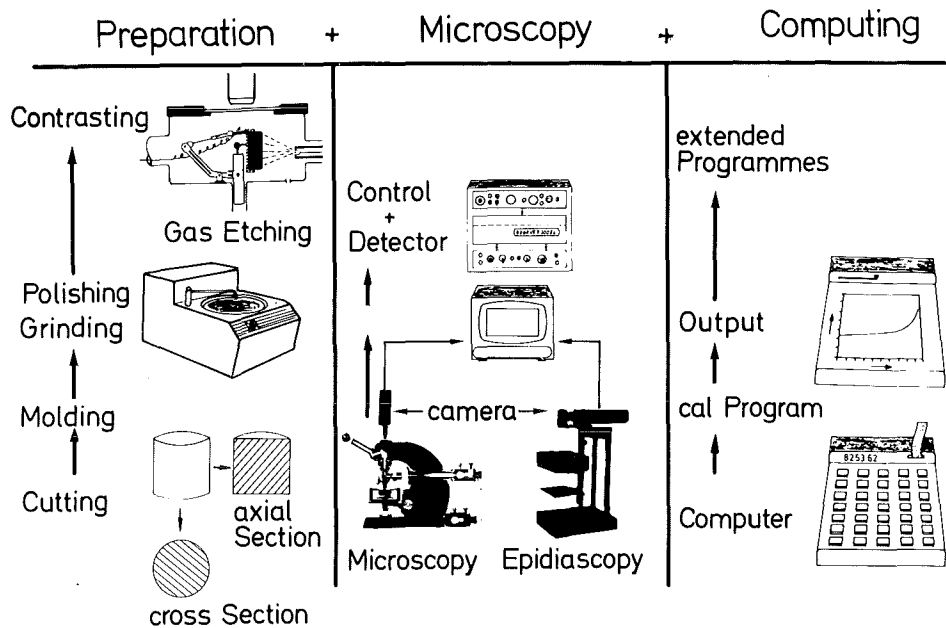 Preparation + Microscopy + Computing
Contrasting
Gas Etching
Polishing
Grinding
Molding
Cutting
axial
Section
cross Section
Control
+
Detector
camera
Microscopy Epidiascopy
extended
Programmes
Output
cal Program
825362
Computer